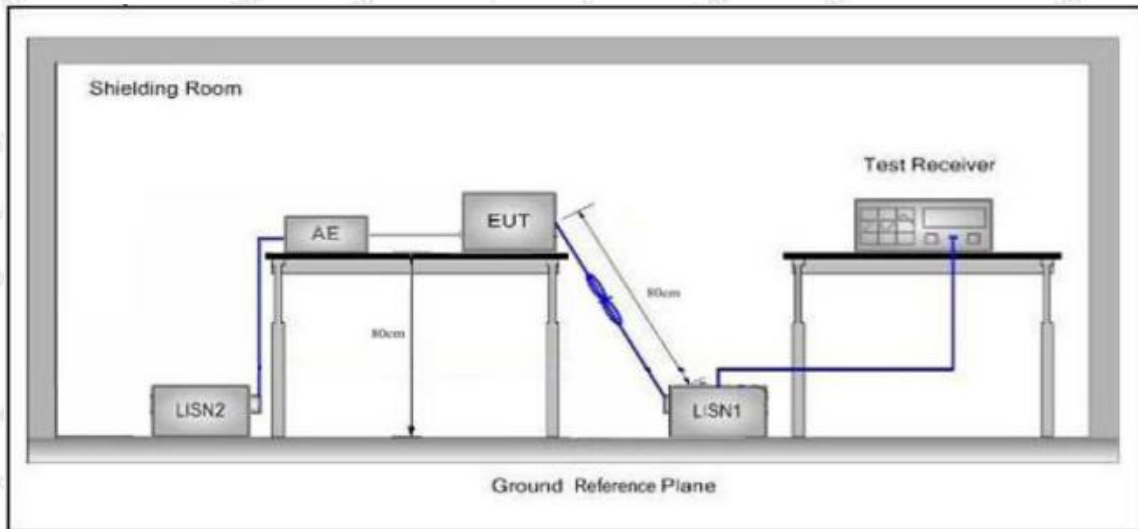 Shielding Room
Test Receiver
EUT
AE
80cm
80cm
LISN2
LISN1
Ground Reference Plane